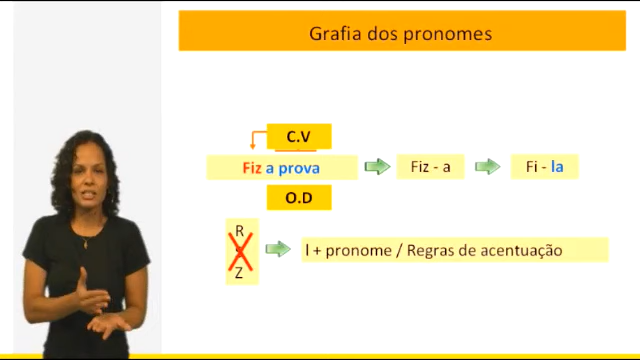 Grafia dos pronomes
C.V
Fiz a prova
Fiz - a
Fi - la
O.D
R
Z
l + pronome / Regras de acentuação